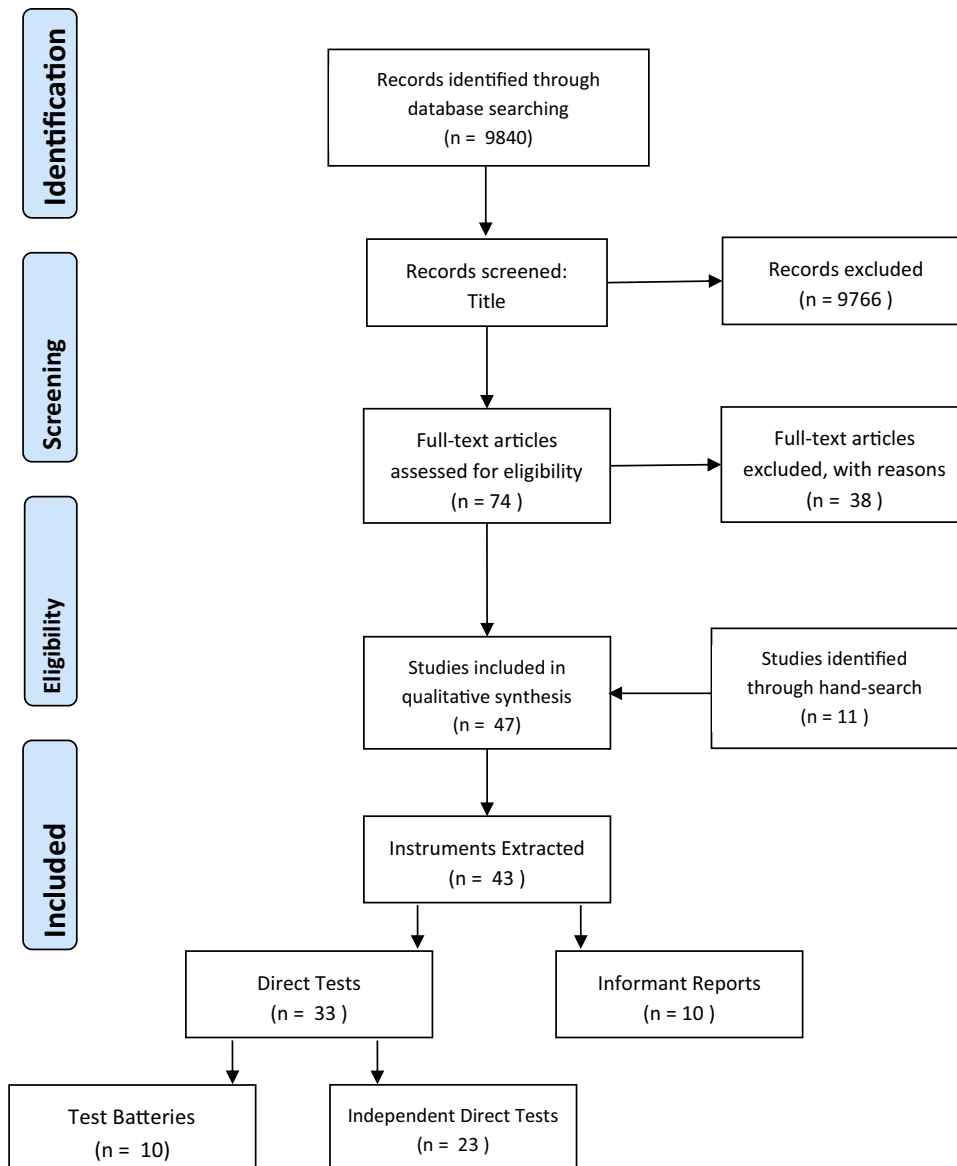 Identification
Records identified through
database searching
(n = 9840)
Screening
Records screened:
Title
Records excluded
(n = 9766 )
Full-text articles
assessed for eligibility
(n = 74 )
Full-text articles
excluded, with reasons
(n = 38 )
Eligibility
Studies included in
qualitative synthesis
(n = 47)
Studies identified
through hand-search
(n = 11 )
Included
Instruments Extracted
(n = 43 )
Direct Tests
(n = 33 )
Informant Reports
(n = 10 )
Test Batteries
(n = 10)
Independent Direct Tests
(n = 23 )